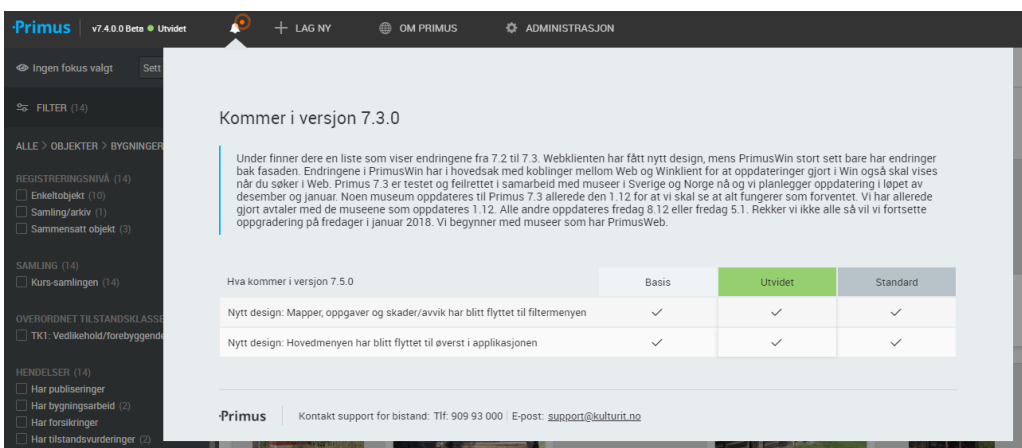 Primus v7.4.0.0 Beta Utvidet LAG NY OM PRIMUS ADMINISTRASJON
Ingen fokus valgt Sett
FILTER (14)
ALLE > OBJEKTER > BYGNINGER
REGISTRERINGSNIVÅ (14)
Enkeltobjekt (10)
Samling/arkiv (1)
Sammensatt objekt (3)
SAMLING (14)
Kurs-samlingen (14)
OVERORDNET TILSTANDSKLASSE
TK1: Vedlikehold/forebyggende
HENDELSER (14)
Har publiseringer
Har bygningsarbeid (2)
Har forsikringer
Har tilstandsvurderinger (2)
Kommer i versjon 7.3.0
Under finner dere en liste som viser endringene fra 7.2 til 7.3. Webklienten har fått nytt design, mens PrimusWin stort sett bare har endringer
bak fasaden. Endringene i PrimusWin har i hovedsak med koblinger mellom Web og Winklient for at oppdateringer gjort i Win også skal vises
når du søker i Web. Primus 7.3 er testet og feilrettet i samarbeid med museer i Sverige og Norge nå og vi planlegger oppdatering i løpet av
desember og januar. Noen museum oppdateres til Primus 7.3 allerede den 1.12 for at vi skal se at alt fungerer som forventet. Vi har allerede
gjort avtaler med de museene som oppdateres 1.12. Alle andre oppdateres fredag 8.12 eller fredag 5.1. Rekker vi ikke alle så vil vi fortsette
oppgradering på fredager i januar 2018. Vi begynner med museer som har PrimusWeb.
Hva kommer i versjon 7.5.0 Basis Utvidet Standard
Nytt design: Mapper, oppgaver og skader/avvik har blitt flyttet til filtermenyen
Nytt design: Hovedmenyen har blitt flyttet til øverst i applikasjonen
Primus Kontakt support for bistand: Tlf: 909 93 000 | E-post: support@kulturit.no